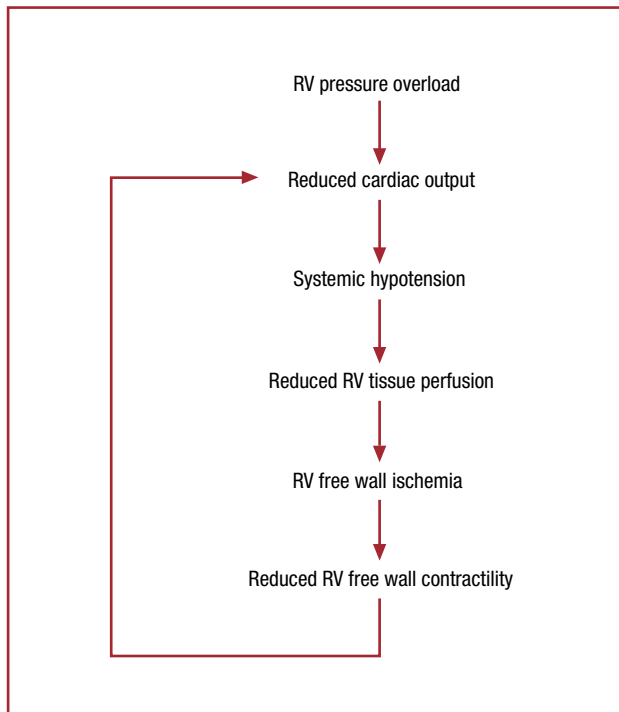 RV pressure overload
Reduced cardiac output
Systemic hypotension
Reduced RV tissue perfusion
RV free wall ischemia
Reduced RV free wall contractility